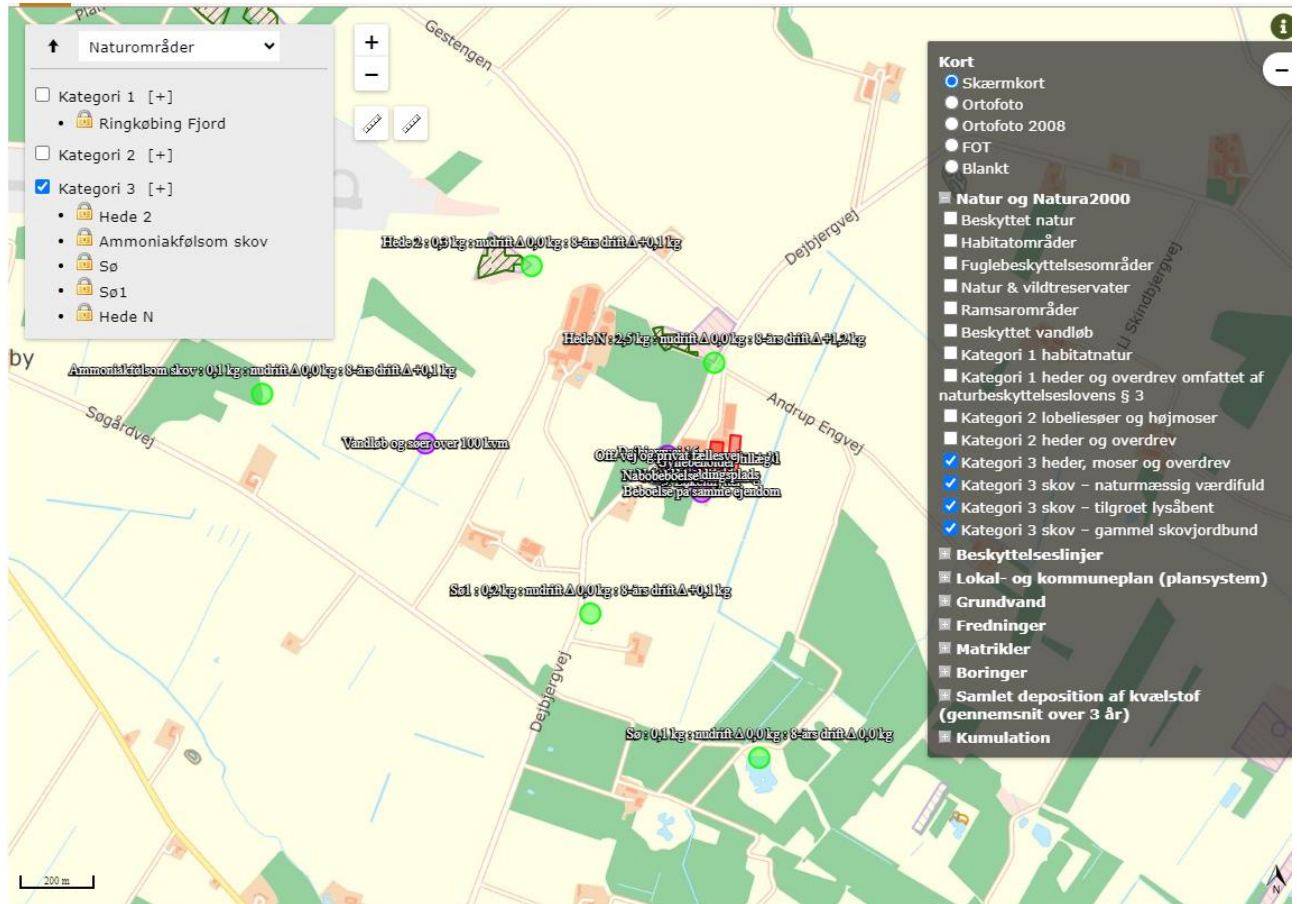 Naturområder
Kategori 1 [+]
Ringkøbing Fjord
Kategori 2 [+]
Kategori 3 [+]
Hede 2
Ammoniakfølsom skov
Sø
Sø1
Hede N
+
−
Gestengen
Dejbjergvej
Hede 2 : 0,3 kg : nudrift Δ 0,0 kg : 8-års drift Δ +0,1 kg
Hede N : 2,5 kg : nudrift Δ 0,0 kg : 8-års drift Δ +1,2 kg
by
Ammoniakfølsom skov : 0,1 kg : nudrift Δ 0,0 kg : 8-års drift Δ +0,1 kg
Søgårdvej
Andrup Engvej
Vandløb og søer over 100 kvm
Off. vej og privat fællesvej
Nabobeboelse
Beboelse på samme ejendom
Sø1 : 0,2 kg : nudrift Δ 0,0 kg : 8-års drift Δ +0,1 kg
Dejbjergvej
Sø : 0,1 kg : nudrift Δ 0,0 kg : 8-års drift Δ 0,0 kg
200 m
N
Kort
Skærmkort
Ortofoto
Ortofoto 2008
FOT
Blankt
Natur og Natura2000
Beskyttet natur
Habitatområder
Fuglebeskyttelsesområder
Natur & vildtreservater
Ramsarområder
Beskyttet vandløb
Kategori 1 habitatnatur
Kategori 1 heder og overdrev omfattet af
naturbeskyttelseslovens § 3
Kategori 2 lobeliesøer og højmoser
Kategori 2 heder og overdrev
Kategori 3 heder, moser og overdrev
Kategori 3 skov – naturmæssig værdifuld
Kategori 3 skov – tilgroet lysåbent
Kategori 3 skov – gammel skovjordbund
Beskyttelseslinjer
Lokal- og kommuneplan (plansystem)
Grundvand
Fredninger
Matrikler
Boringer
Samlet deposition af kvælstof
(gennemsnit over 3 år)
Kumulation
Ll Skindbjergvej